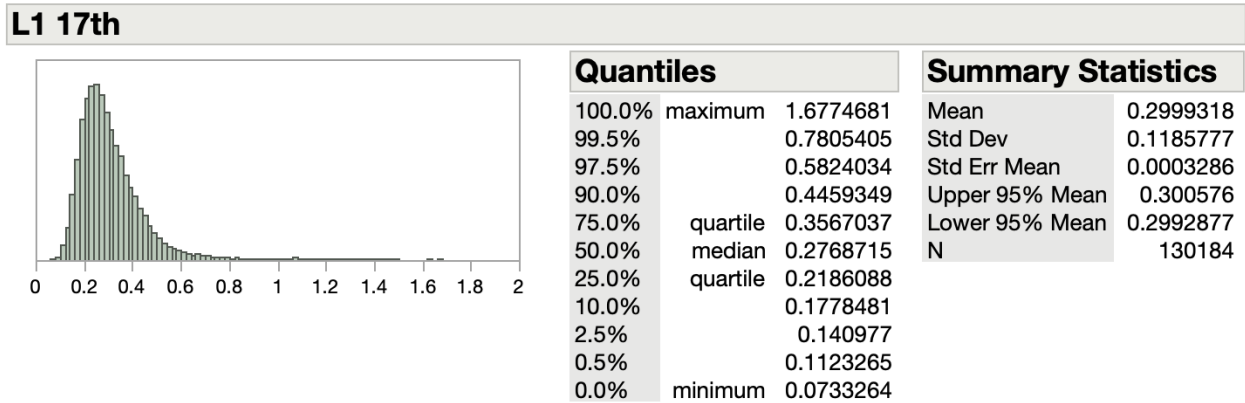 L1 17th
0 0.2 0.4 0.6 0.8 1 1.2 1.4 1.6 1.8 2
Quantiles
100.0% maximum 1.6774681
99.5% 0.7805405
97.5% 0.5824034
90.0% 0.4459349
75.0% quartile 0.3567037
50.0% median 0.2768715
25.0% quartile 0.2186088
10.0% 0.1778481
2.5% 0.140977
0.5% 0.1123265
0.0% minimum 0.0733264
Summary Statistics
Mean 0.2999318
Std Dev 0.1185777
Std Err Mean 0.0003286
Upper 95% Mean 0.300576
Lower 95% Mean 0.2992877
N 130184